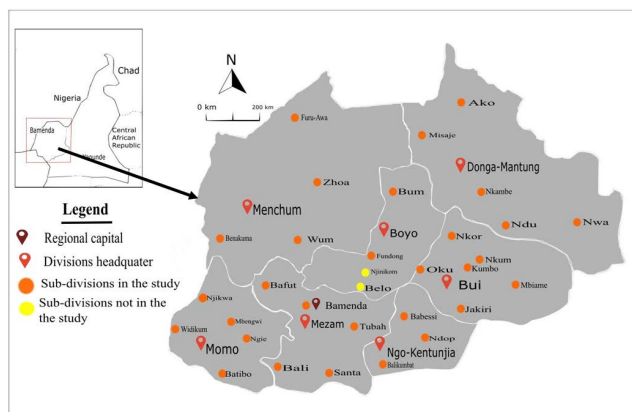 Chad
Nigeria
Bamenda
Central
African
Republic
Yaounde
N
0 km
200 km
Legend
Regional capital
Divisions headquater
Sub-divisions in the study
Sub-divisions not in the
the study
Ako
Furu-Awa
Misaje
Donga-Mantung
Zhoa
Bum
Nkambe
Menchum
Nwa
Ndu
Boyo
Benakuma
Wum
Nkor
Fundong
Nkum
Njinikom
Oku
Kumbo
Bafut
Belo
Bui
Mbiame
Njikwa
Bamenda
Jakiri
Mezam
Babessi
Mbengwi
Widikum
Tubah
Ngie
Ndop
Momo
Ngo-Kentunjia
Balikumbat
Batibo
Bali
Santa